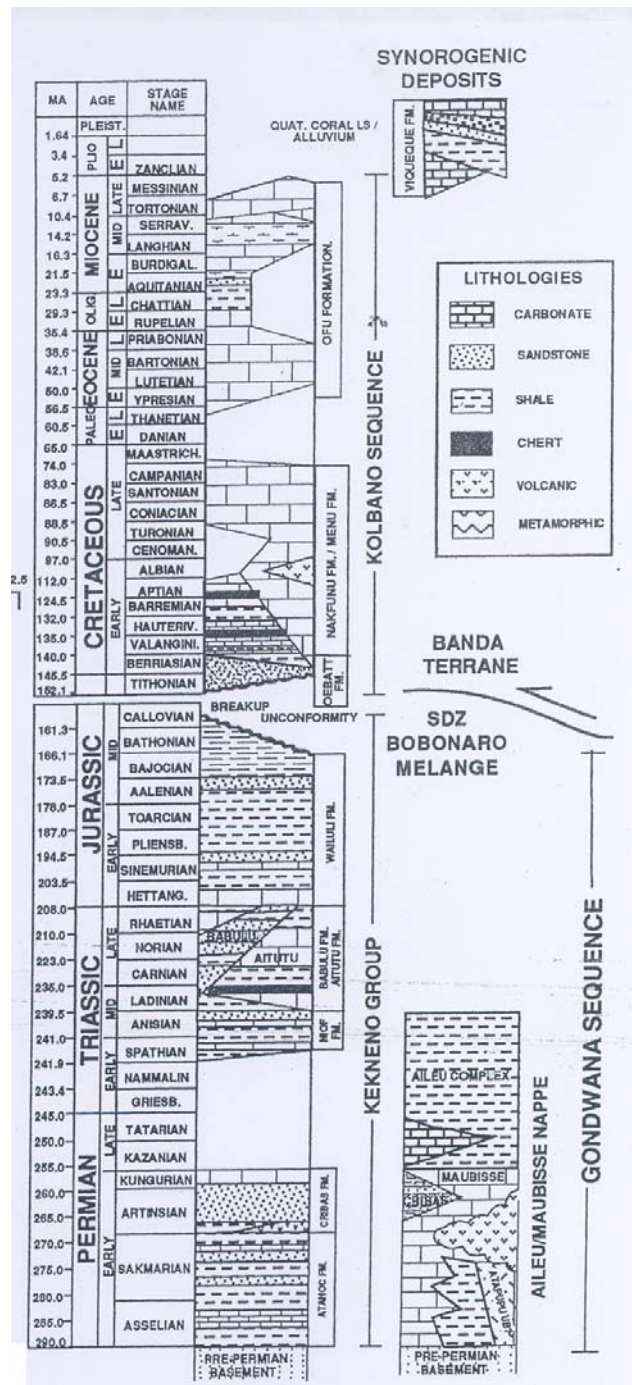 SYNOROGENIC
DEPOSITS
MA AGE STAGE NAME
PLEIST.
1.64
PLIO L
3.4
E ZANCLIAN
5.2
MIOCENE LATE MESSINIAN
6.7
TORTONIAN
10.4
MID SERRAV.
14.2
LANGHIAN
16.3
E BURDIGAL.
21.5
AQUITANIAN
23.3
OLIG. L CHATTIAN
29.3
E RUPELIAN
35.4
EOCENE L PRIABONIAN
38.6
MID BARTONIAN
42.1
LUTETIAN
50.0
E YPRESIAN
56.5
PALEO L THANETIAN
60.5
E DANIAN
65.0
CRETACEOUS LATE MAASTRICH.
74.0
CAMPANIAN
83.0
SANTONIAN
CONIACIAN
88.5
TURONIAN
90.5
CENOMAN.
97.0
EARLY ALBIAN
112.0
APTIAN
124.5
BARREMIAN
132.0
HAUTERIV.
135.0
VALANGINI.
140.0
BERRIASIAN
145.5
TITHONIAN
152.1
2.5
JURASSIC MID CALLOVIAN
161.3
BATHONIAN
166.1
BAJOCIAN
173.5
AALENIAN
178.0
EARLY TOARCIAN
187.0
PLIENSB.
194.5
SINEMURIAN
203.5
HETTANG.
208.0
TRIASSIC LATE RHAETIAN
210.0
NORIAN
223.0
CARNIAN
235.0
MID LADINIAN
239.5
ANISIAN
241.0
EARLY SPATHIAN
241.9
NAMMALIN
243.4
GRIESB.
245.0
PERMIAN LATE TATARIAN
250.0
KAZANIAN
255.0
EARLY KUNGURIAN
260.0
ARTINSIAN
265.0
270.0
SAKMARIAN
275.0
280.0
ASSELIAN
285.0
290.0
QUAT. CORAL LS /
ALLUVIUM
OFU FORMATION.
NAKFUNU FM. / MENU FM.
OEBATT
FM.
KOLBANO SEQUENCE
BREAKUP
UNCONFORMITY
WAILULI FM.
BABULU
AITUTU
BABULU FM.
AITUTU FM.
NIOF
FM.
CRIBAS FM.
ATAHOC FM.
KEKNENO GROUP
PRE-PERMIAN
BASEMENT
VIQUEQUE FM.
LITHOLOGIES
CARBONATE
SANDSTONE
SHALE
CHERT
VOLCANIC
METAMORPHIC
BANDA
TERRANE
SDZ
BOBONARO
MELANGE
AILEU COMPLEX
MAUBISSE
CRIBAS
PRE-PERMIAN
BASEMENT
AILEU/MAUBISSE NAPPE
GONDWANA SEQUENCE